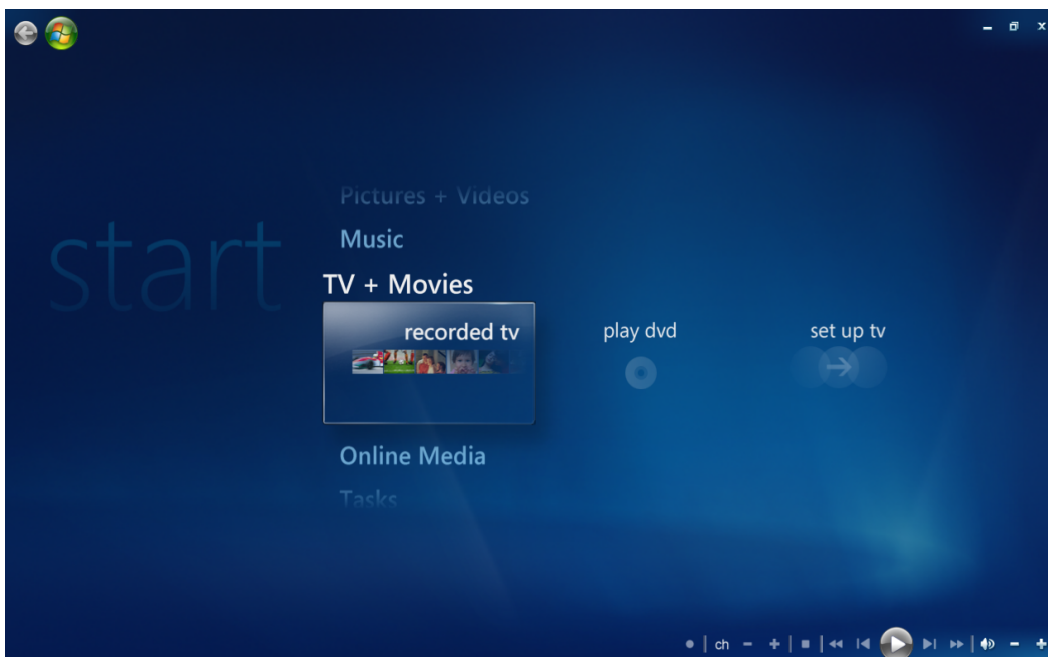 start
Pictures + Videos
Music
TV + Movies
recorded tv
play dvd
set up tv
Online Media
Tasks
ch